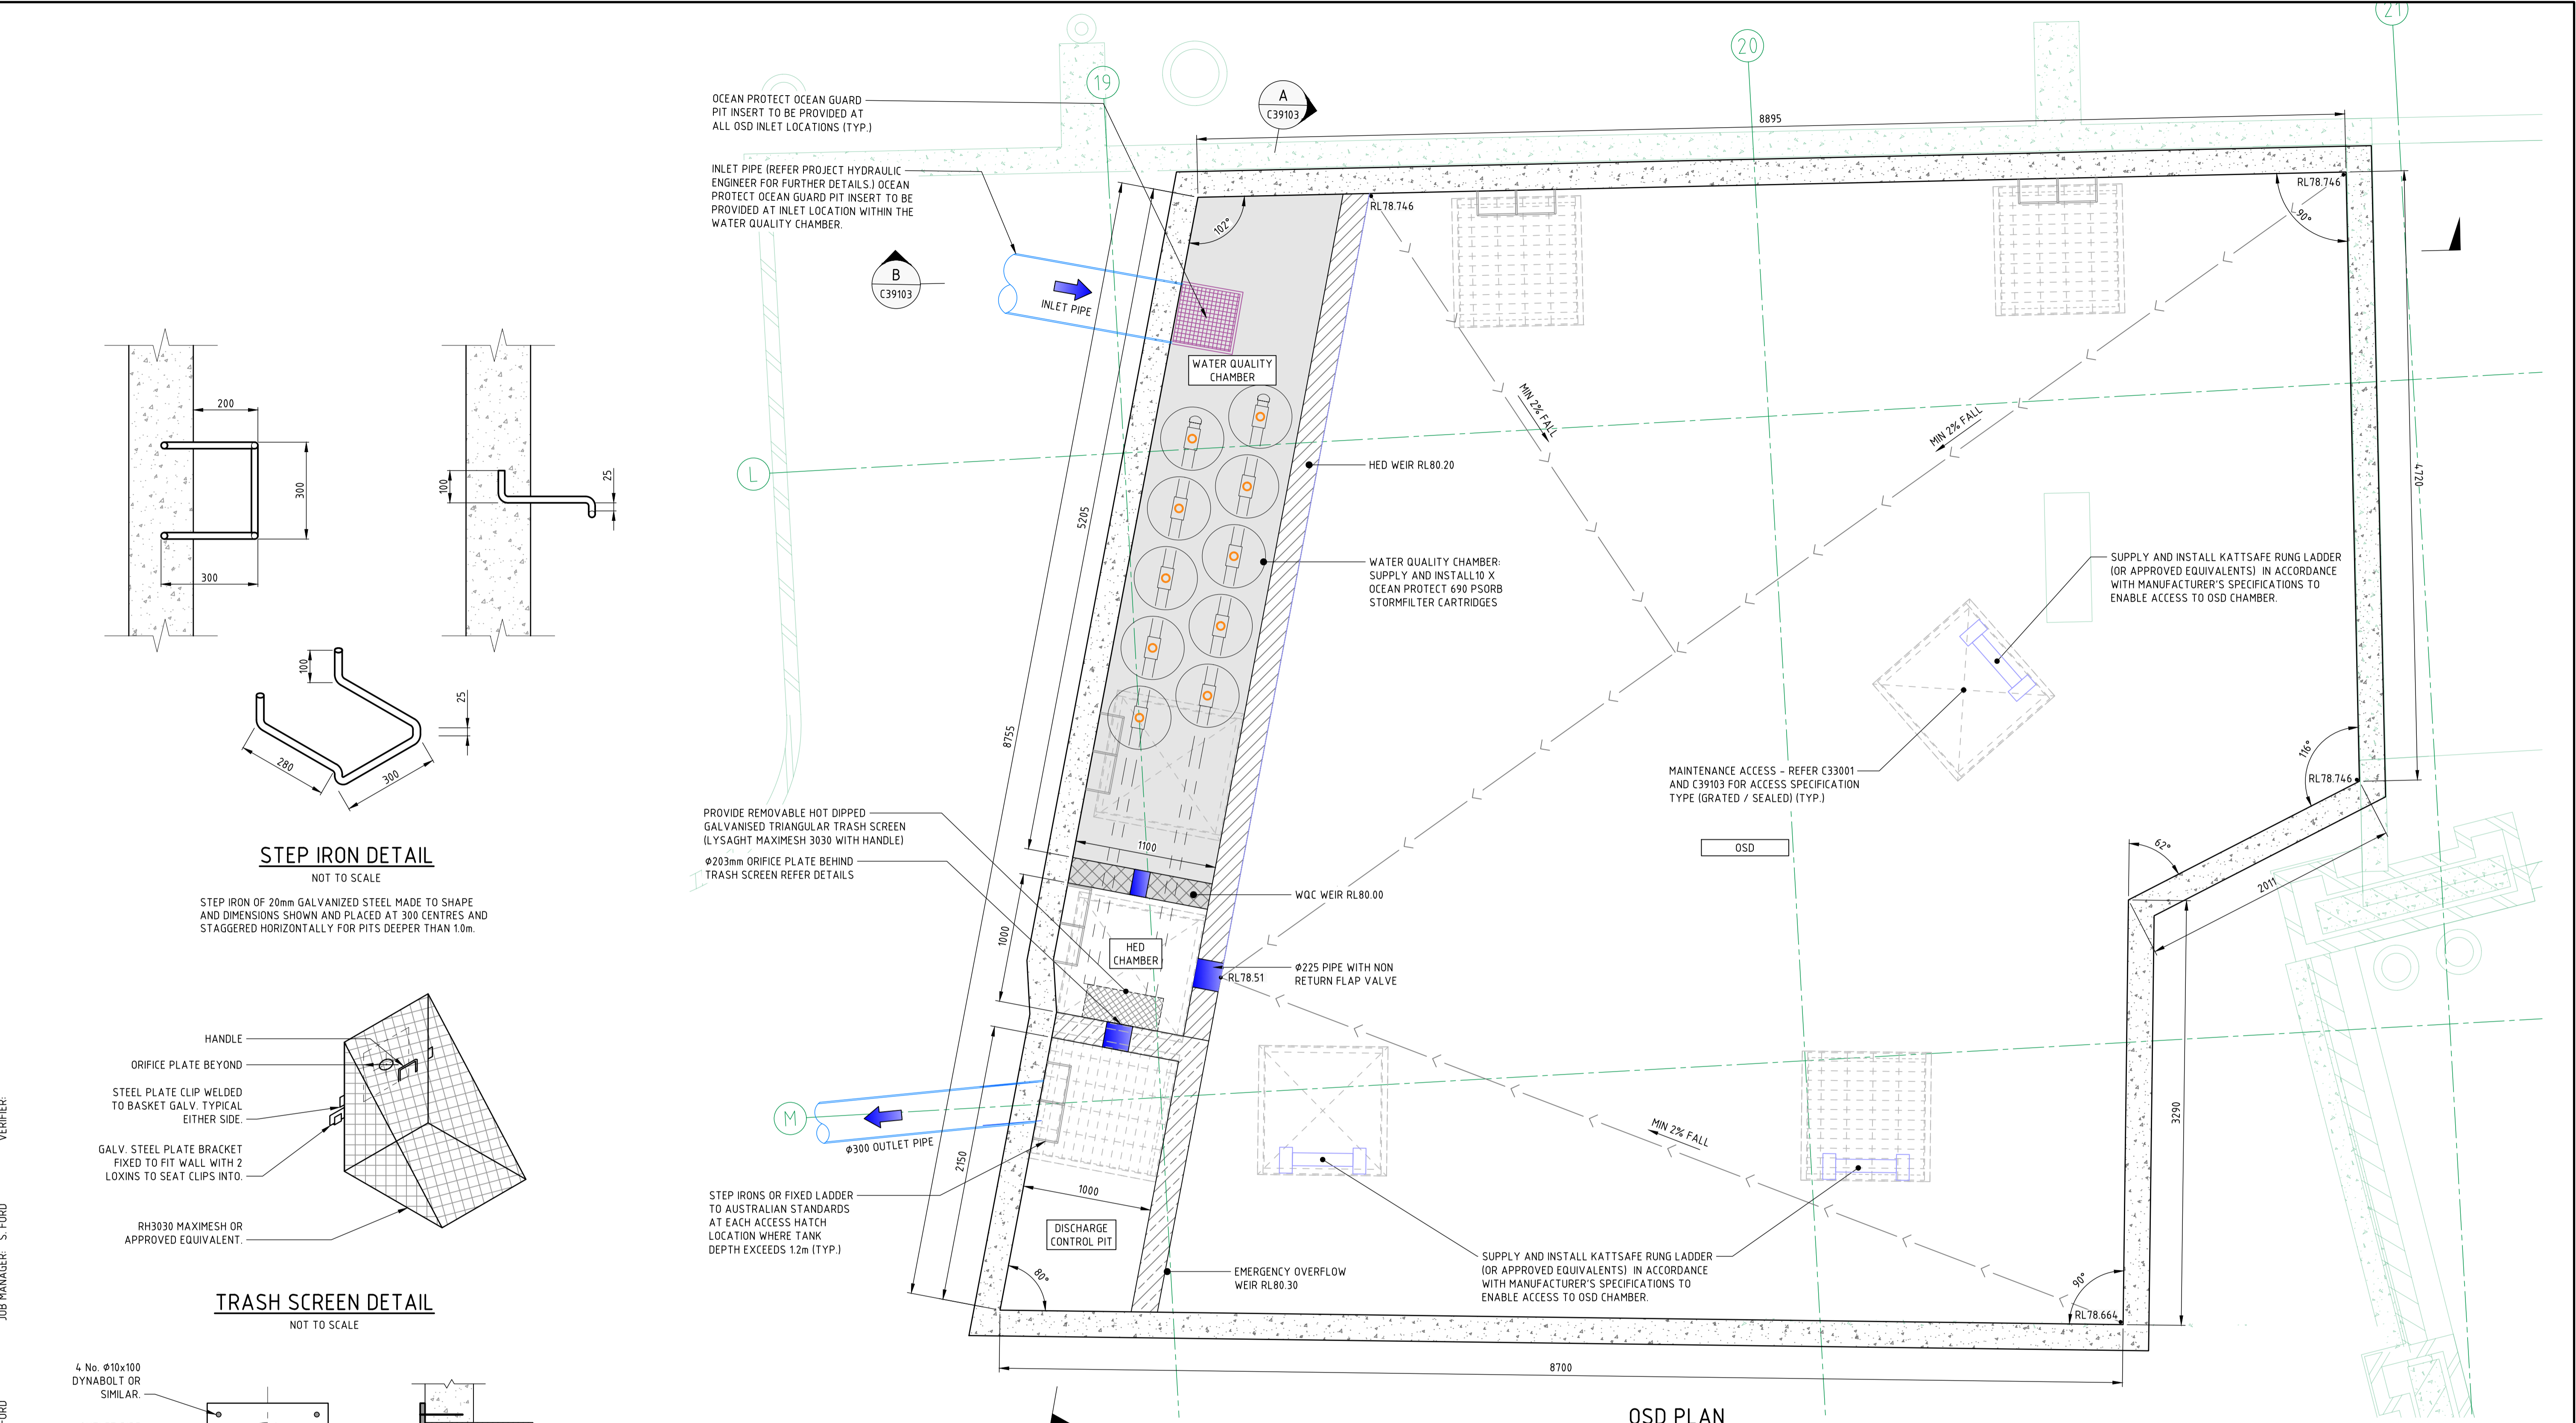 19
20
21
OCEAN PROTECT OCEAN GUARD
PIT INSERT TO BE PROVIDED AT
ALL OSD INLET LOCATIONS (TYP.)
A
C39103
8895
INLET PIPE (REFER PROJECT HYDRAULIC
ENGINEER FOR FURTHER DETAILS.) OCEAN
PROTECT OCEAN GUARD PIT INSERT TO BE
PROVIDED AT INLET LOCATION WITHIN THE
WATER QUALITY CHAMBER.
B
C39103
INLET PIPE
102°
RL78.746
RL78.746
90°
WATER QUALITY
CHAMBER
MIN 2% FALL
MIN 2% FALL
L
HED WEIR RL80.20
4720
5205
8755
WATER QUALITY CHAMBER:
SUPPLY AND INSTALL10 X
OCEAN PROTECT 690 PSORB
STORMFILTER CARTRIDGES
SUPPLY AND INSTALL KATTSAFE RUNG LADDER
(OR APPROVED EQUIVALENTS) IN ACCORDANCE
WITH MANUFACTURER'S SPECIFICATIONS TO
ENABLE ACCESS TO OSD CHAMBER.
MAINTENANCE ACCESS - REFER C33001
AND C39103 FOR ACCESS SPECIFICATION
TYPE (GRATED / SEALED) (TYP.)
116°
RL78.746
OSD
62°
2011
PROVIDE REMOVABLE HOT DIPPED
GALVANISED TRIANGULAR TRASH SCREEN
(LYSAGHT MAXIMESH 3030 WITH HANDLE)
Φ203mm ORIFICE PLATE BEHIND
TRASH SCREEN REFER DETAILS
1100
WQC WEIR RL80.00
1000
HED
CHAMBER
Φ225 PIPE WITH NON
RETURN FLAP VALVE
RL78.51
M
Φ300 OUTLET PIPE
2150
1000
STEP IRONS OR FIXED LADDER
TO AUSTRALIAN STANDARDS
AT EACH ACCESS HATCH
LOCATION WHERE TANK
DEPTH EXCEEDS 1.2m (TYP.)
DISCHARGE
CONTROL PIT
80°
EMERGENCY OVERFLOW
WEIR RL80.30
MIN 2% FALL
3290
SUPPLY AND INSTALL KATTSAFE RUNG LADDER
(OR APPROVED EQUIVALENTS) IN ACCORDANCE
WITH MANUFACTURER'S SPECIFICATIONS TO
ENABLE ACCESS TO OSD CHAMBER.
90°
RL78.664
8700
OSD PLAN
200
300
300
100
25
100
25
280
300
STEP IRON DETAIL
NOT TO SCALE
STEP IRON OF 20mm GALVANIZED STEEL MADE TO SHAPE
AND DIMENSIONS SHOWN AND PLACED AT 300 CENTRES AND
STAGGERED HORIZONTALLY FOR PITS DEEPER THAN 1.0m.
HANDLE
ORIFICE PLATE BEYOND
STEEL PLATE CLIP WELDED
TO BASKET GALV. TYPICAL
EITHER SIDE.
GALV. STEEL PLATE BRACKET
FIXED TO FIT WALL WITH 2
LOXINS TO SEAT CLIPS INTO.
RH3030 MAXIMESH OR
APPROVED EQUIVALENT.
TRASH SCREEN DETAIL
NOT TO SCALE
4 No. Φ10x100
DYNABOLT OR
SIMILAR.
VERIFIER:
JOB MANAGER: S. FORD
FORD